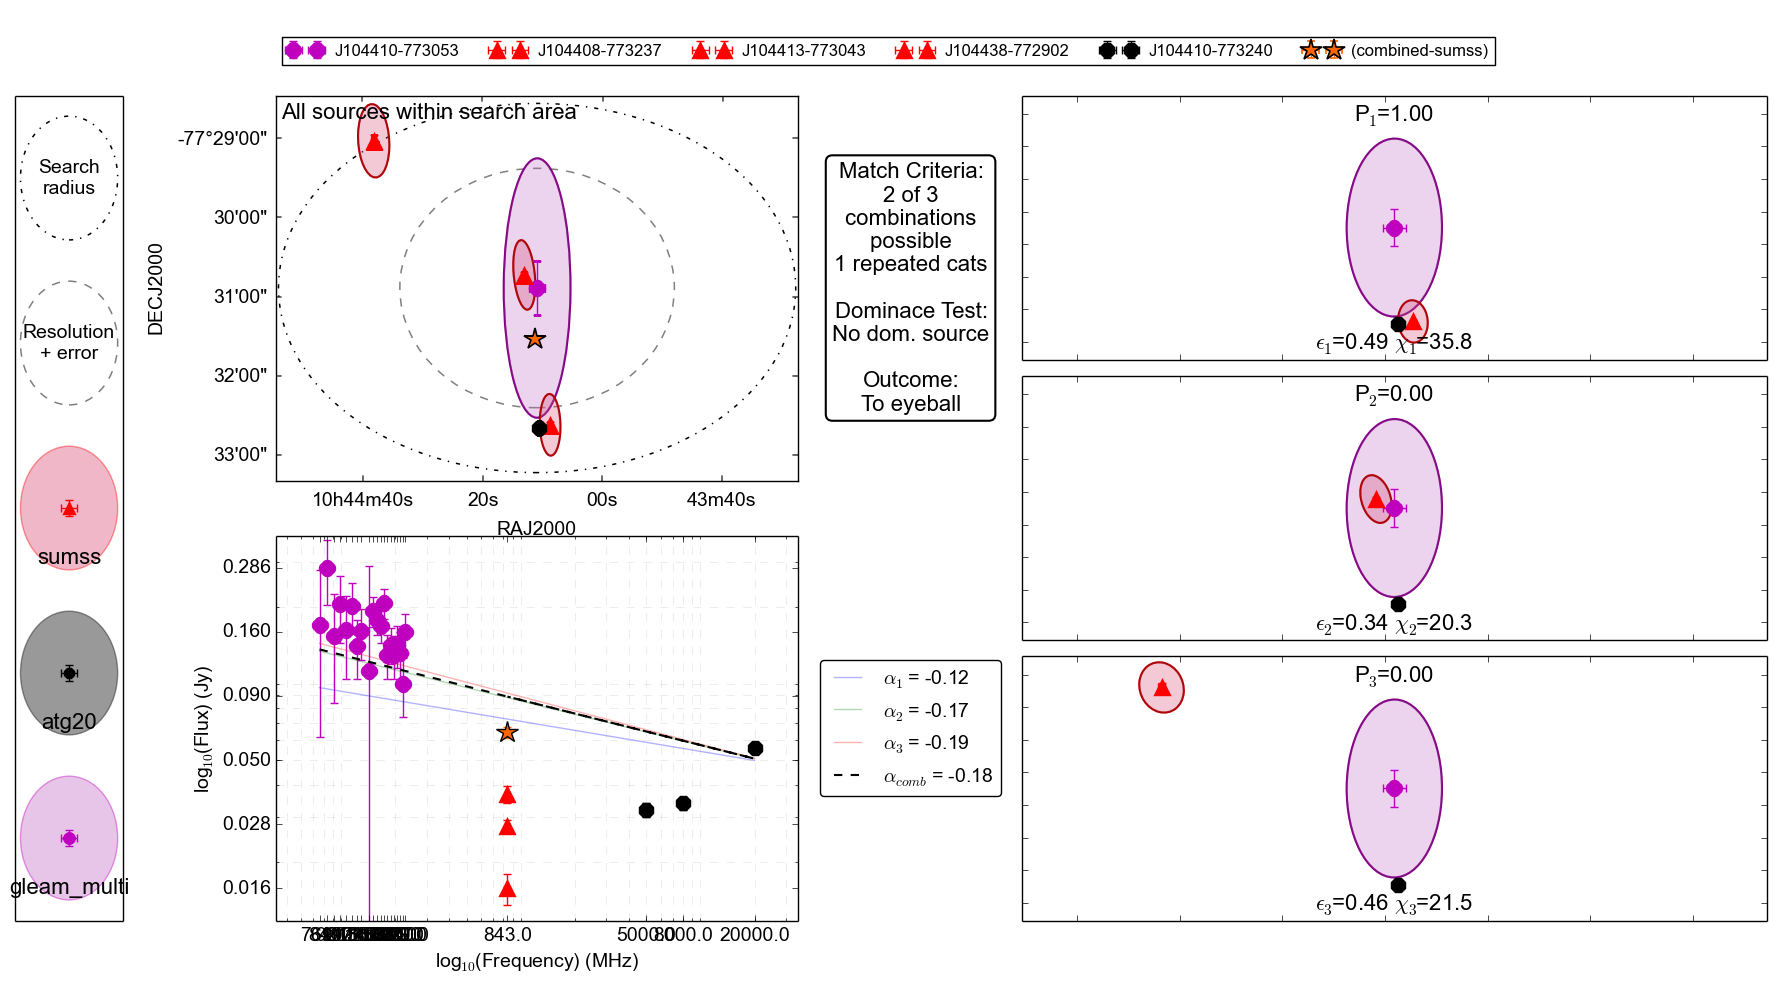 J104410-773053 J104408-773237 J104413-773043 J104438-772902 J104410-773240 (combined-sumss)
Search
radius
Resolution
+ error
sumss
atg20
gleam_multi
All sources within search area
DECJ2000
-77°29'00"
30'00"
31'00"
32'00"
33'00"
10h44m40s 20s 00s 43m40s
RAJ2000
log10(Flux) (Jy)
0.286
0.160
0.090
0.050
0.028
0.016
843.0 5000.0 8000.0 20000.0
log10(Frequency) (MHz)
Match Criteria:
2 of 3
combinations
possible
1 repeated cats
Dominace Test:
No dom. source
Outcome:
To eyeball
α1 = -0.12
α2 = -0.17
α3 = -0.19
αcomb = -0.18
P1=1.00
ϵ1=0.49 χ1=35.8
P2=0.00
ϵ2=0.34 χ2=20.3
P3=0.00
ϵ3=0.46 χ3=21.5